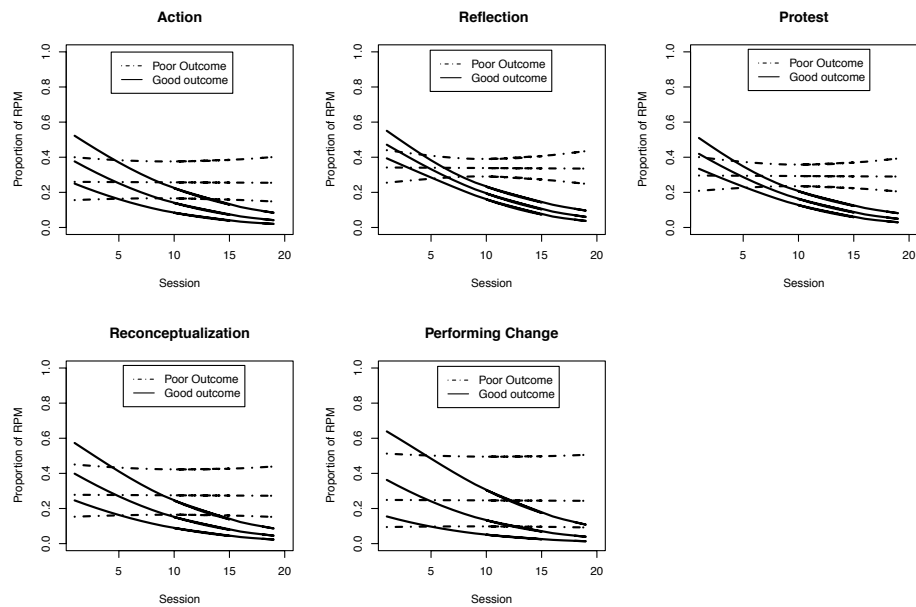 Action
Proportion of RPM
0.0 0.2 0.4 0.6 0.8 1.0
Poor Outcome
Good outcome
5 10 15 20
Session
Reflection
Proportion of RPM
0.0 0.2 0.4 0.6 0.8 1.0
Poor Outcome
Good outcome
5 10 15 20
Session
Protest
Proportion of RPM
0.0 0.2 0.4 0.6 0.8 1.0
Poor Outcome
Good outcome
5 10 15 20
Session
Reconceptualization
Proportion of RPM
0.0 0.2 0.4 0.6 0.8 1.0
Poor Outcome
Good outcome
5 10 15 20
Session
Performing Change
Proportion of RPM
0.0 0.2 0.4 0.6 0.8 1.0
Poor Outcome
Good outcome
5 10 15 20
Session